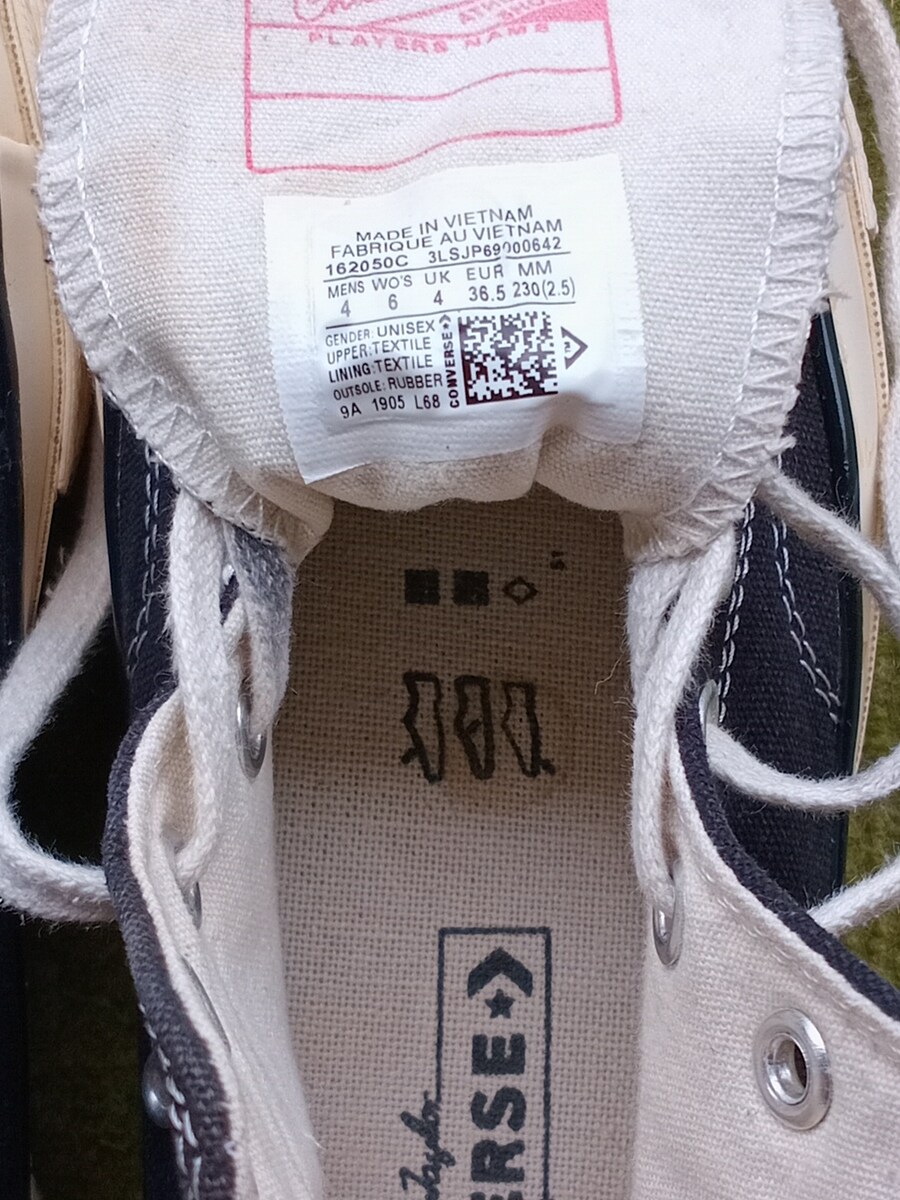 PLAYERS NAME
MADE IN VIETNAM
FABRIQUE AU VIETNAM
162050C 3LSJP69000642
MENS WO'S UK EUR MM
4 6 4 36.5 230(2.5)
GENDER: UNISEX
UPPER:TEXTILE
LINING:TEXTILE
OUTSOLE: RUBBER
9A 1905 L68
CONVERSE
Taylor
ERSE